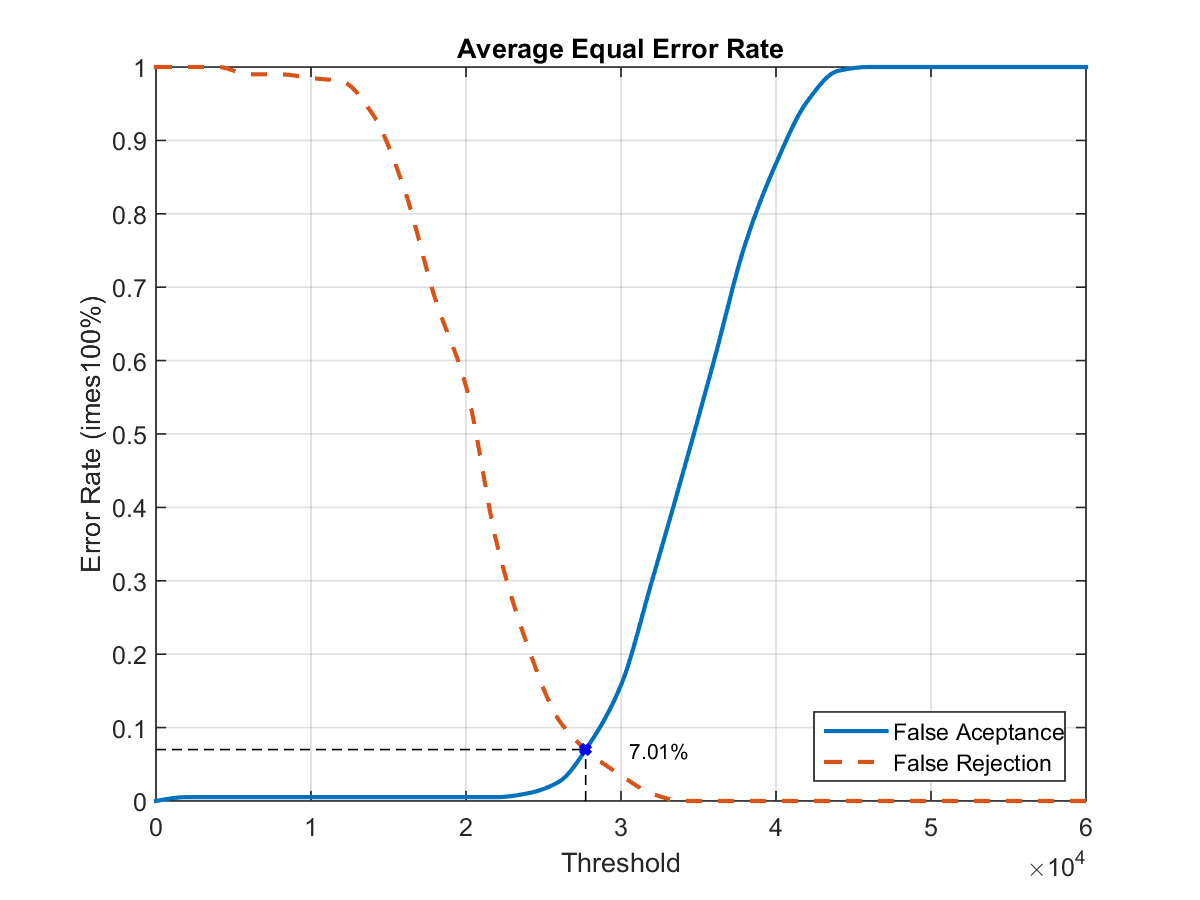 Average Equal Error Rate
Error Rate (imes100%)
1
0.9
0.8
0.7
0.6
0.5
0.4
0.3
0.2
0.1
0
7.01%
False Aceptance
False Rejection
0 1 2 3 4 5 6
Threshold
×10⁴